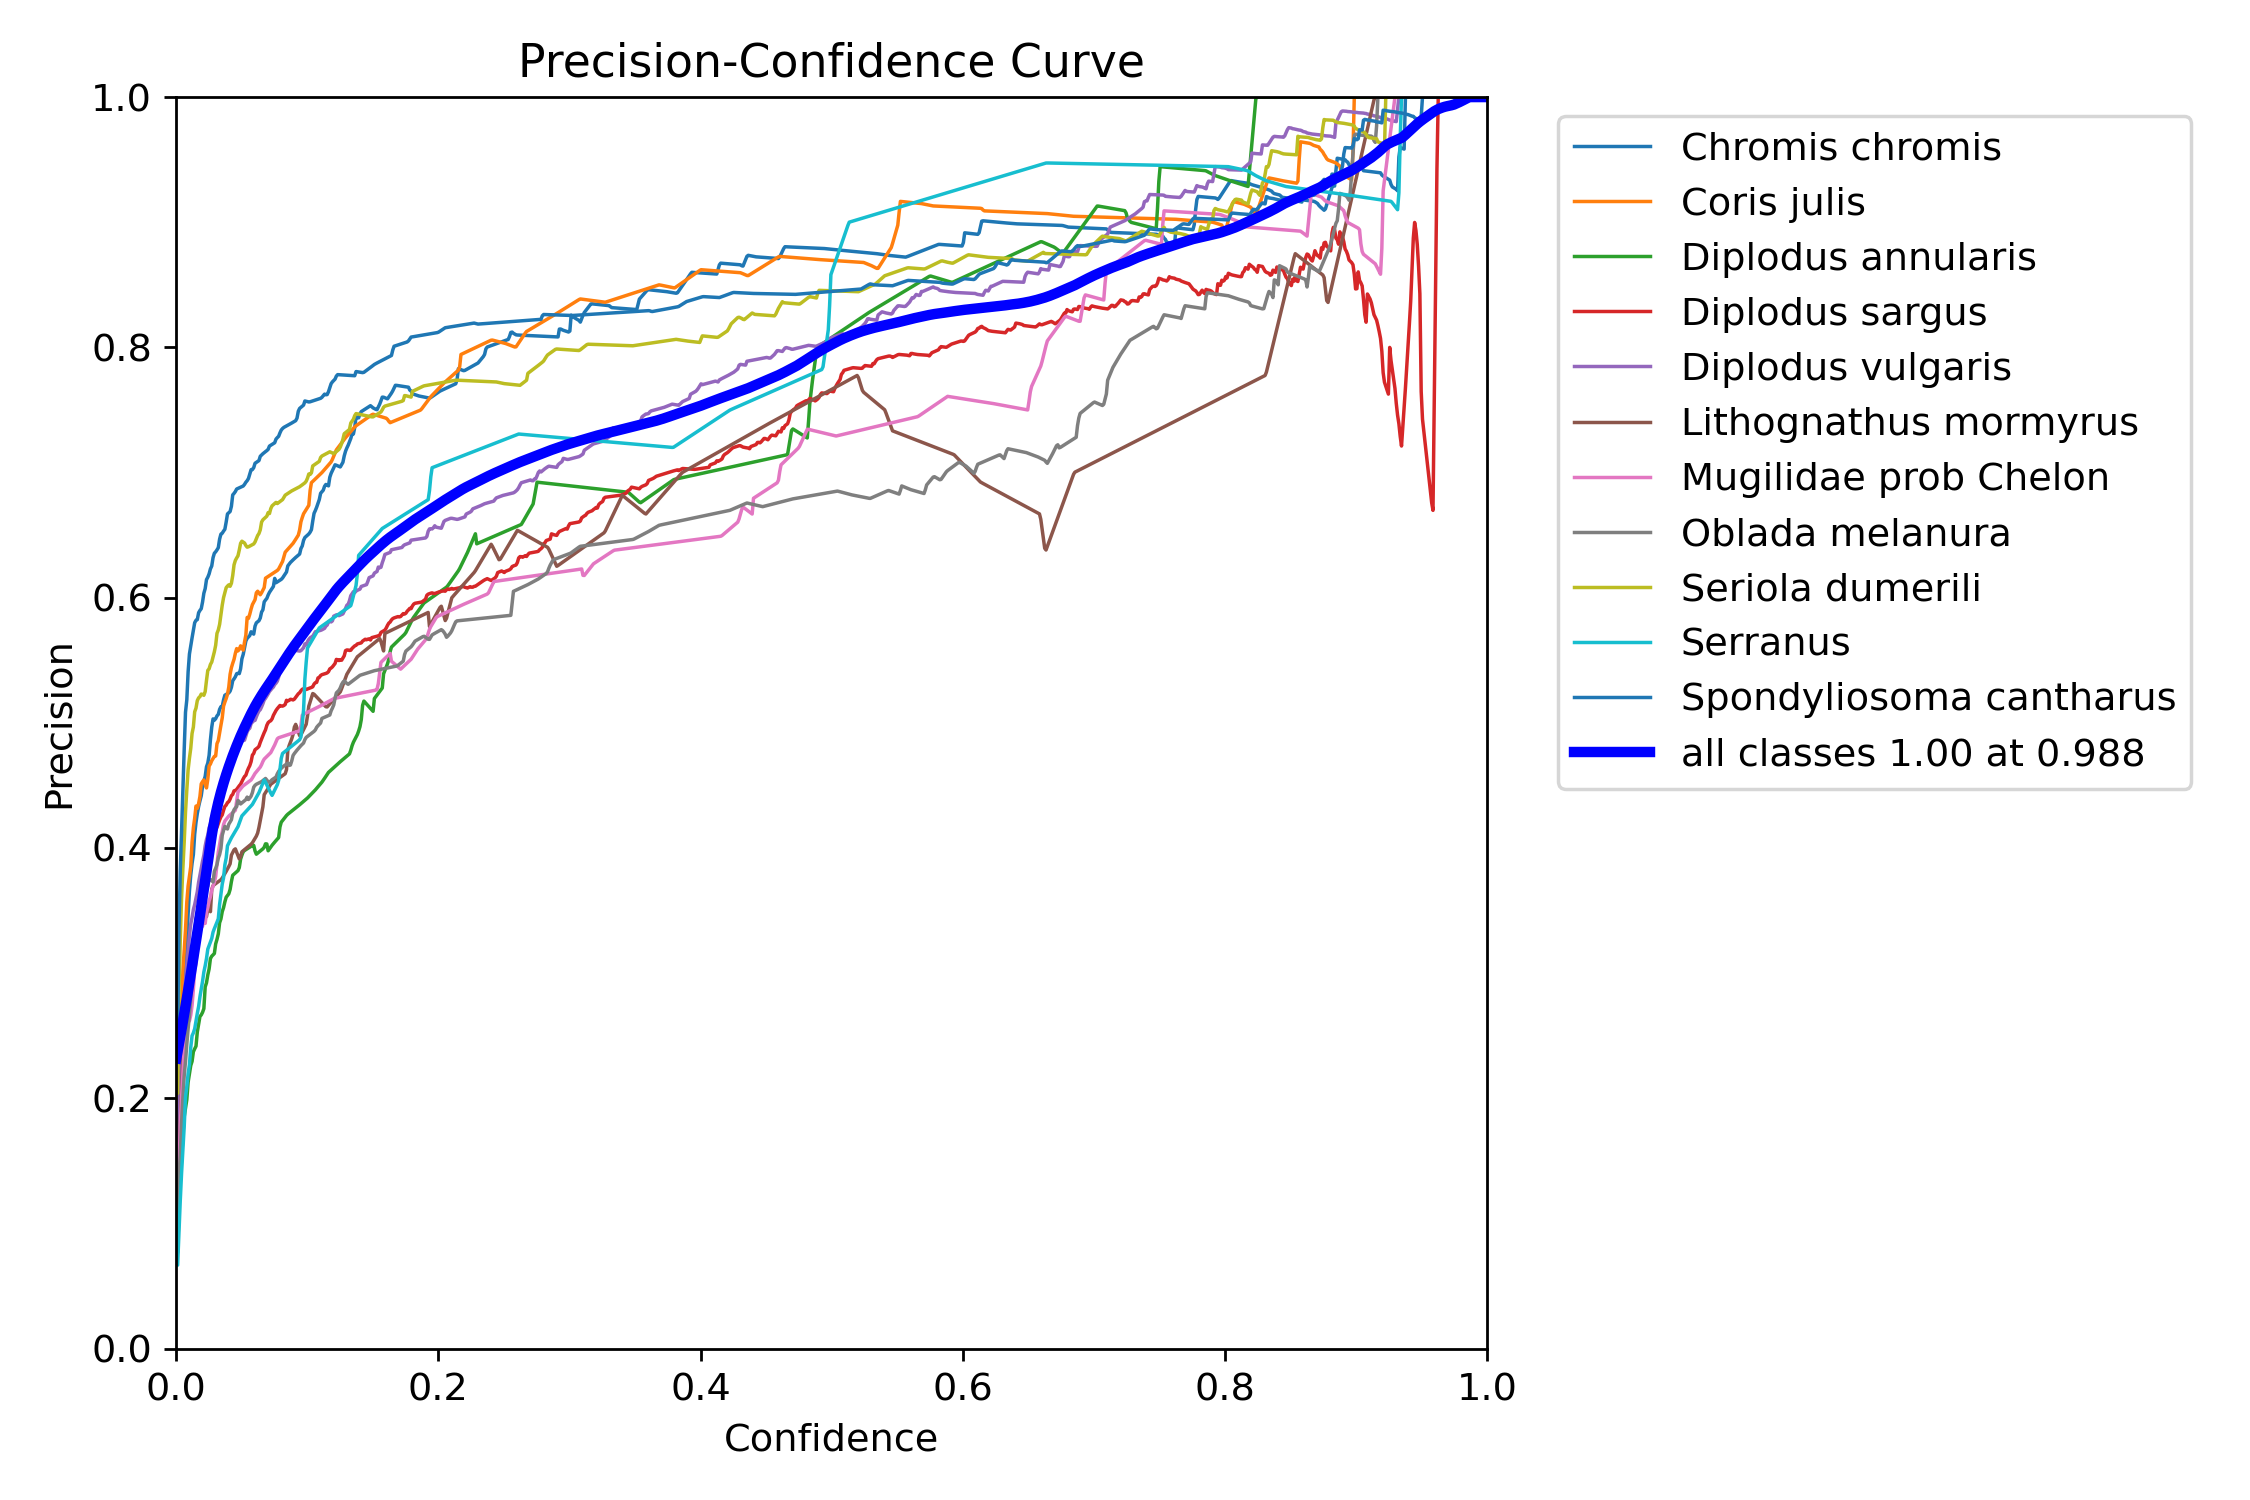 Precision-Confidence Curve
1.0
0.8
0.6
0.4
0.2
0.0
Precision
0.0 0.2 0.4 0.6 0.8 1.0
Confidence
Chromis chromis
Coris julis
Diplodus annularis
Diplodus sargus
Diplodus vulgaris
Lithognathus mormyrus
Mugilidae prob Chelon
Oblada melanura
Seriola dumerili
Serranus
Spondyliosoma cantharus
all classes 1.00 at 0.988